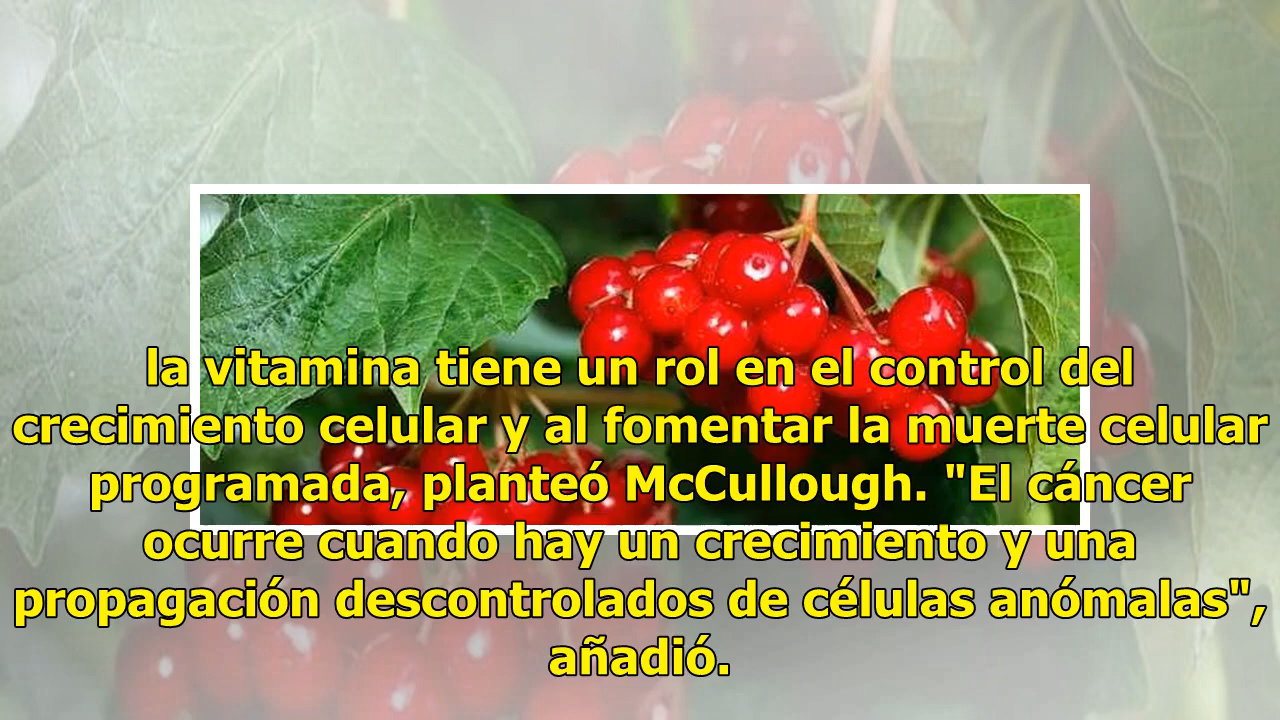 la vitamina tiene un rol en el control del
crecimiento celular y al fomentar la muerte celular
programada, planteó McCullough. "El cáncer
ocurre cuando hay un crecimiento y una
propagación descontrolados de células anómalas",
añadió.